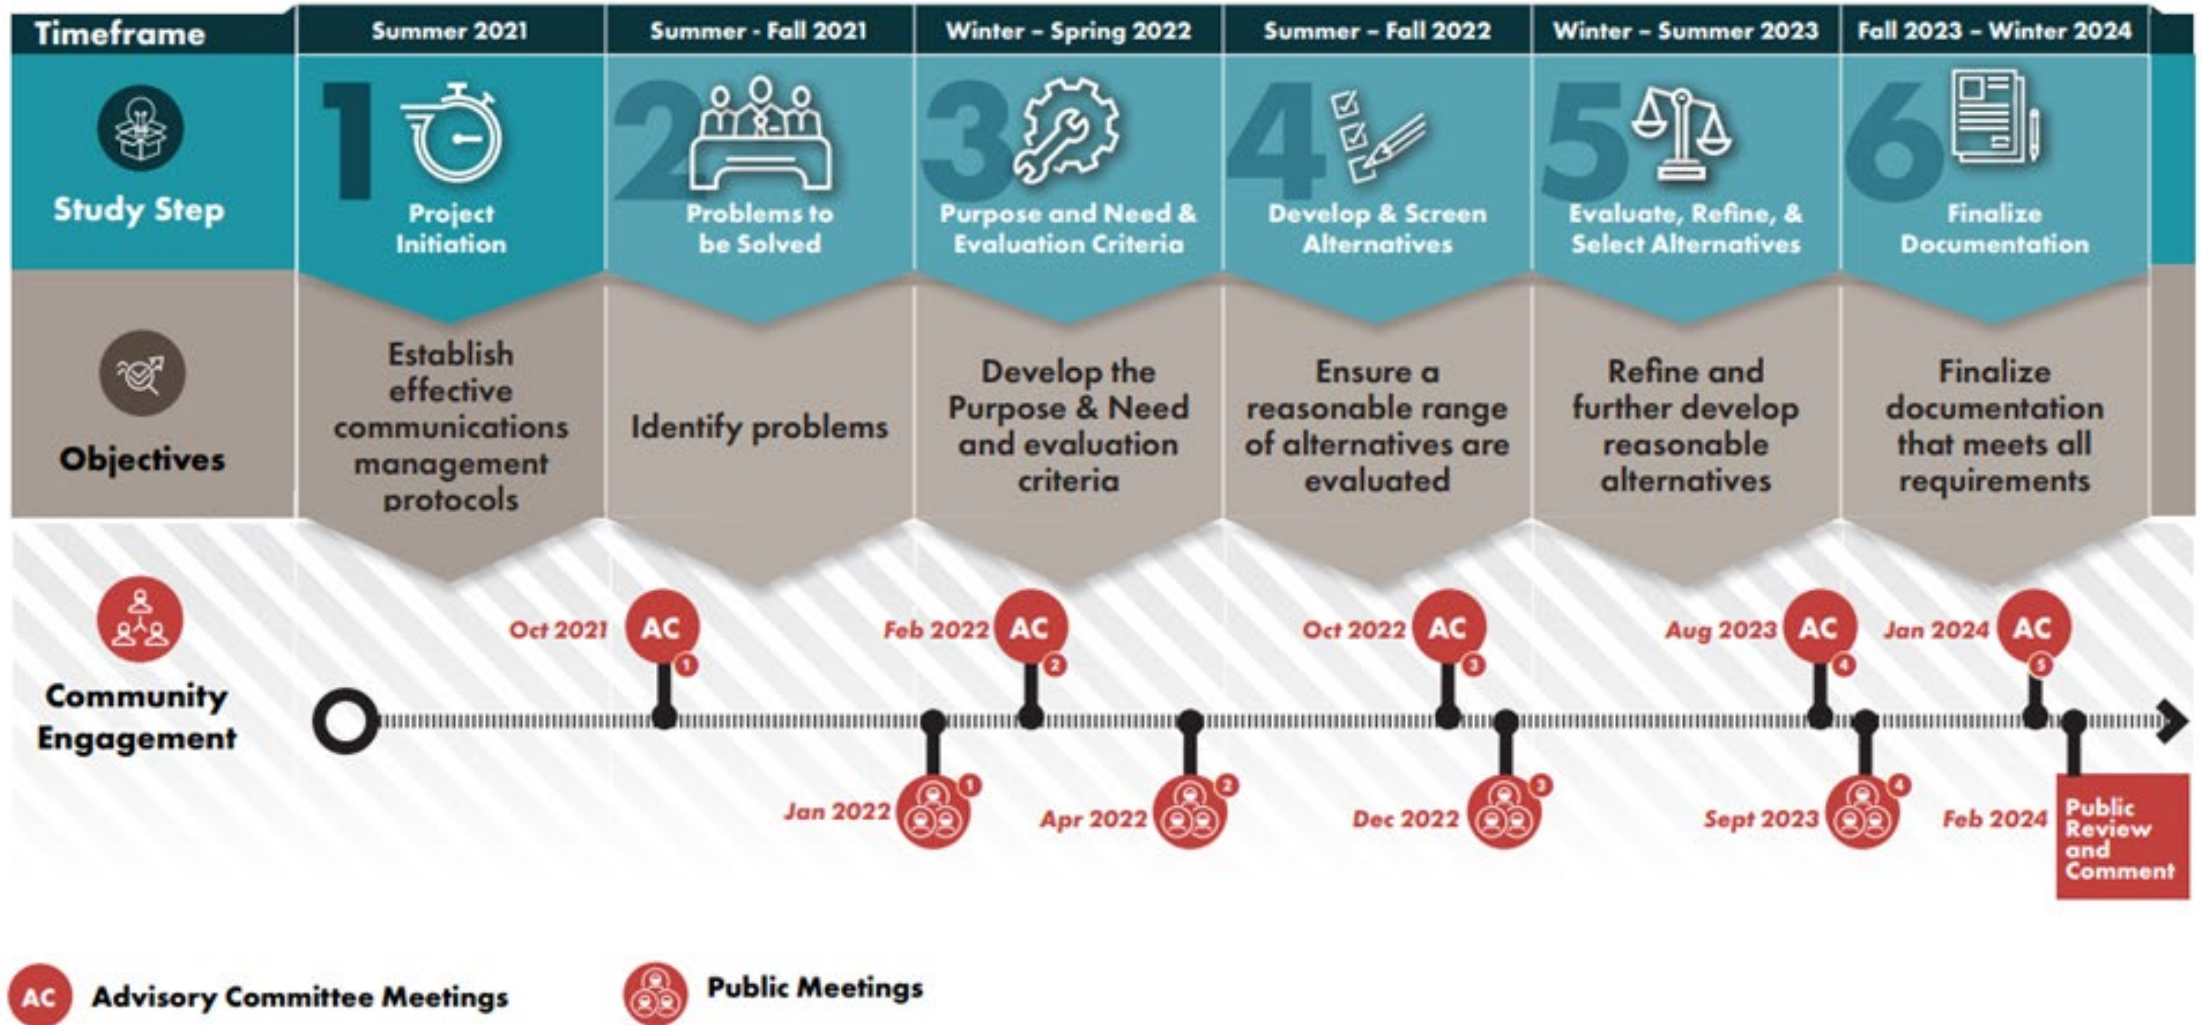 Timeframe
Summer 2021
Summer - Fall 2021
Winter – Spring 2022
Summer – Fall 2022
Winter – Summer 2023
Fall 2023 – Winter 2024
Study Step
1
Project
Initiation
2
Problems to
be Solved
3
Purpose and Need &
Evaluation Criteria
4
Develop & Screen
Alternatives
5
Evaluate, Refine, &
Select Alternatives
6
Finalize
Documentation
Objectives
Establish
effective
communications
management
protocols
Identify problems
Develop the
Purpose & Need
and evaluation
criteria
Ensure a
reasonable range
of alternatives are
evaluated
Refine and
further develop
reasonable
alternatives
Finalize
documentation
that meets all
requirements
Community
Engagement
Oct 2021
AC
1
Feb 2022
AC
2
Oct 2022
AC
3
Aug 2023
AC
4
Jan 2024
AC
5
Jan 2022
1
Apr 2022
2
Dec 2022
3
Sept 2023
4
Feb 2024
Public
Review
and
Comment
AC
Advisory Committee Meetings
Public Meetings